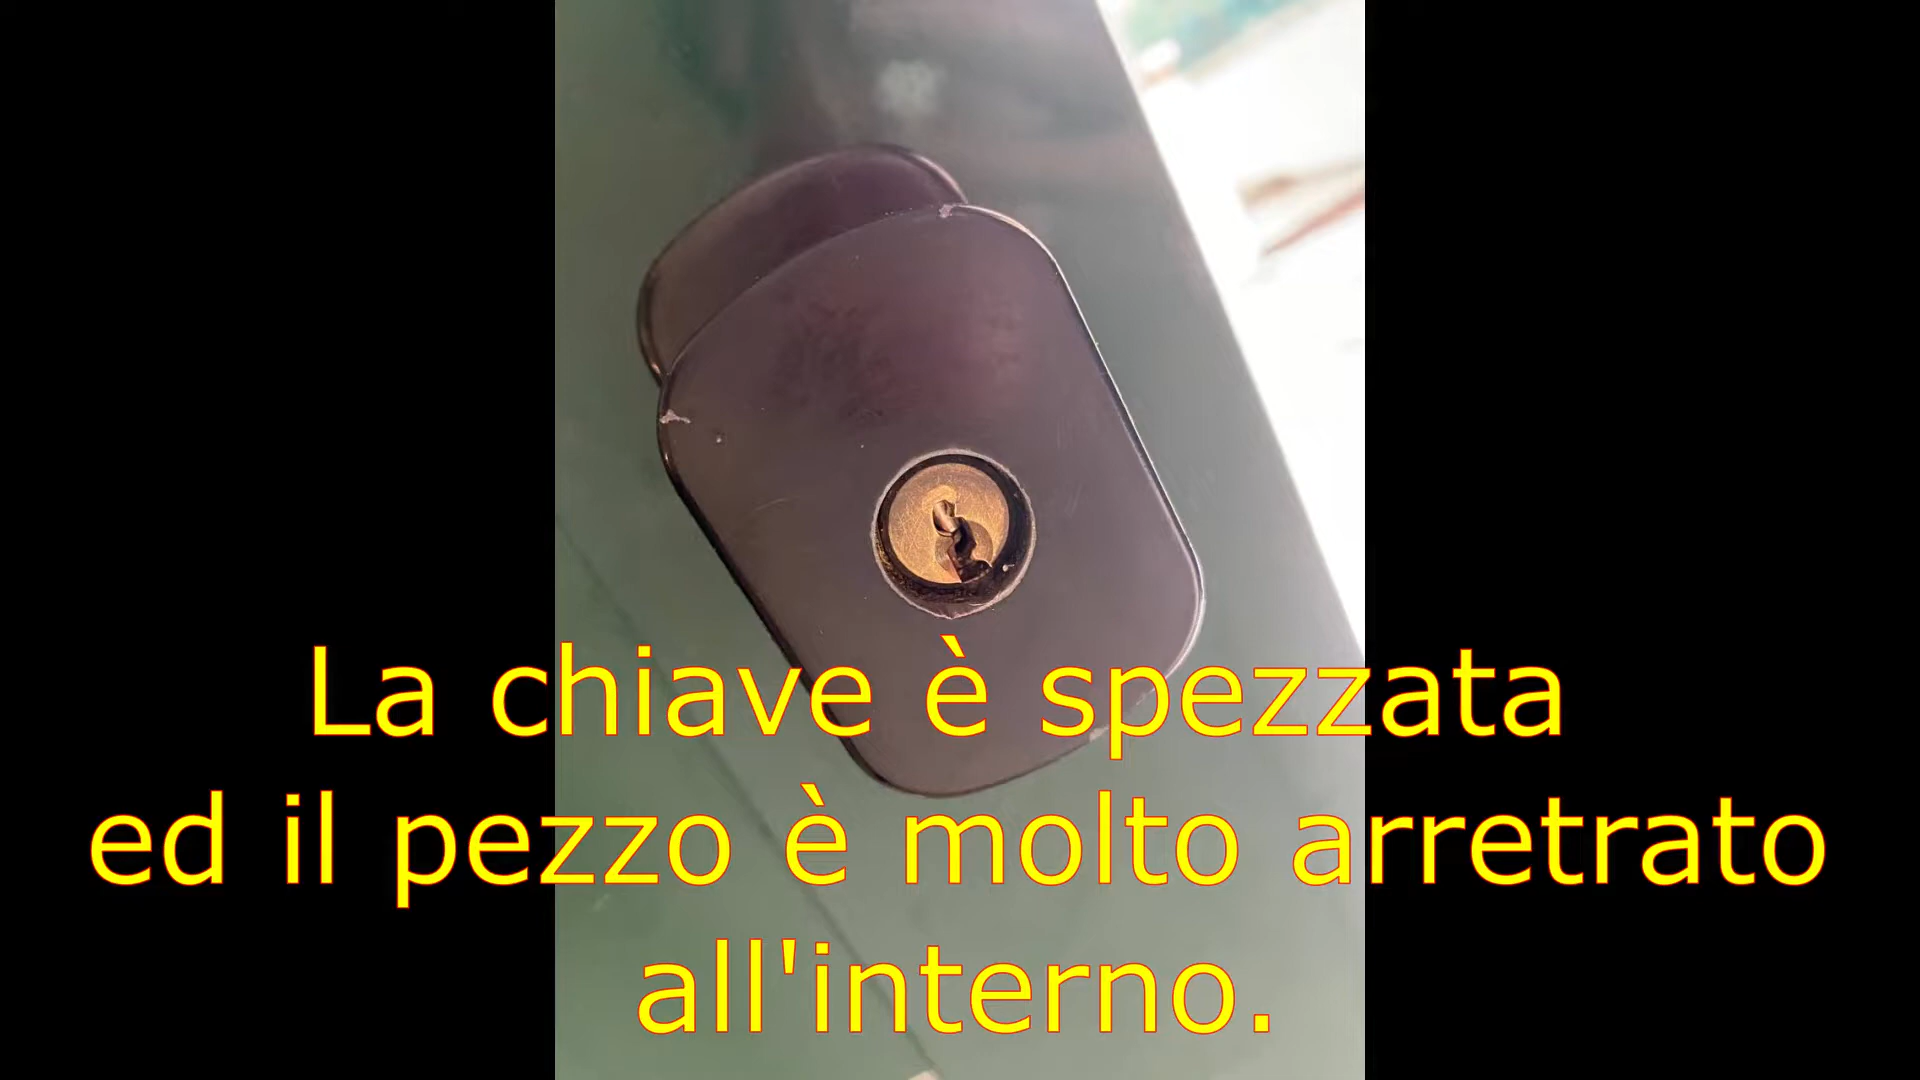 La chiave è spezzata
ed il pezzo è molto arretrato
all'interno.